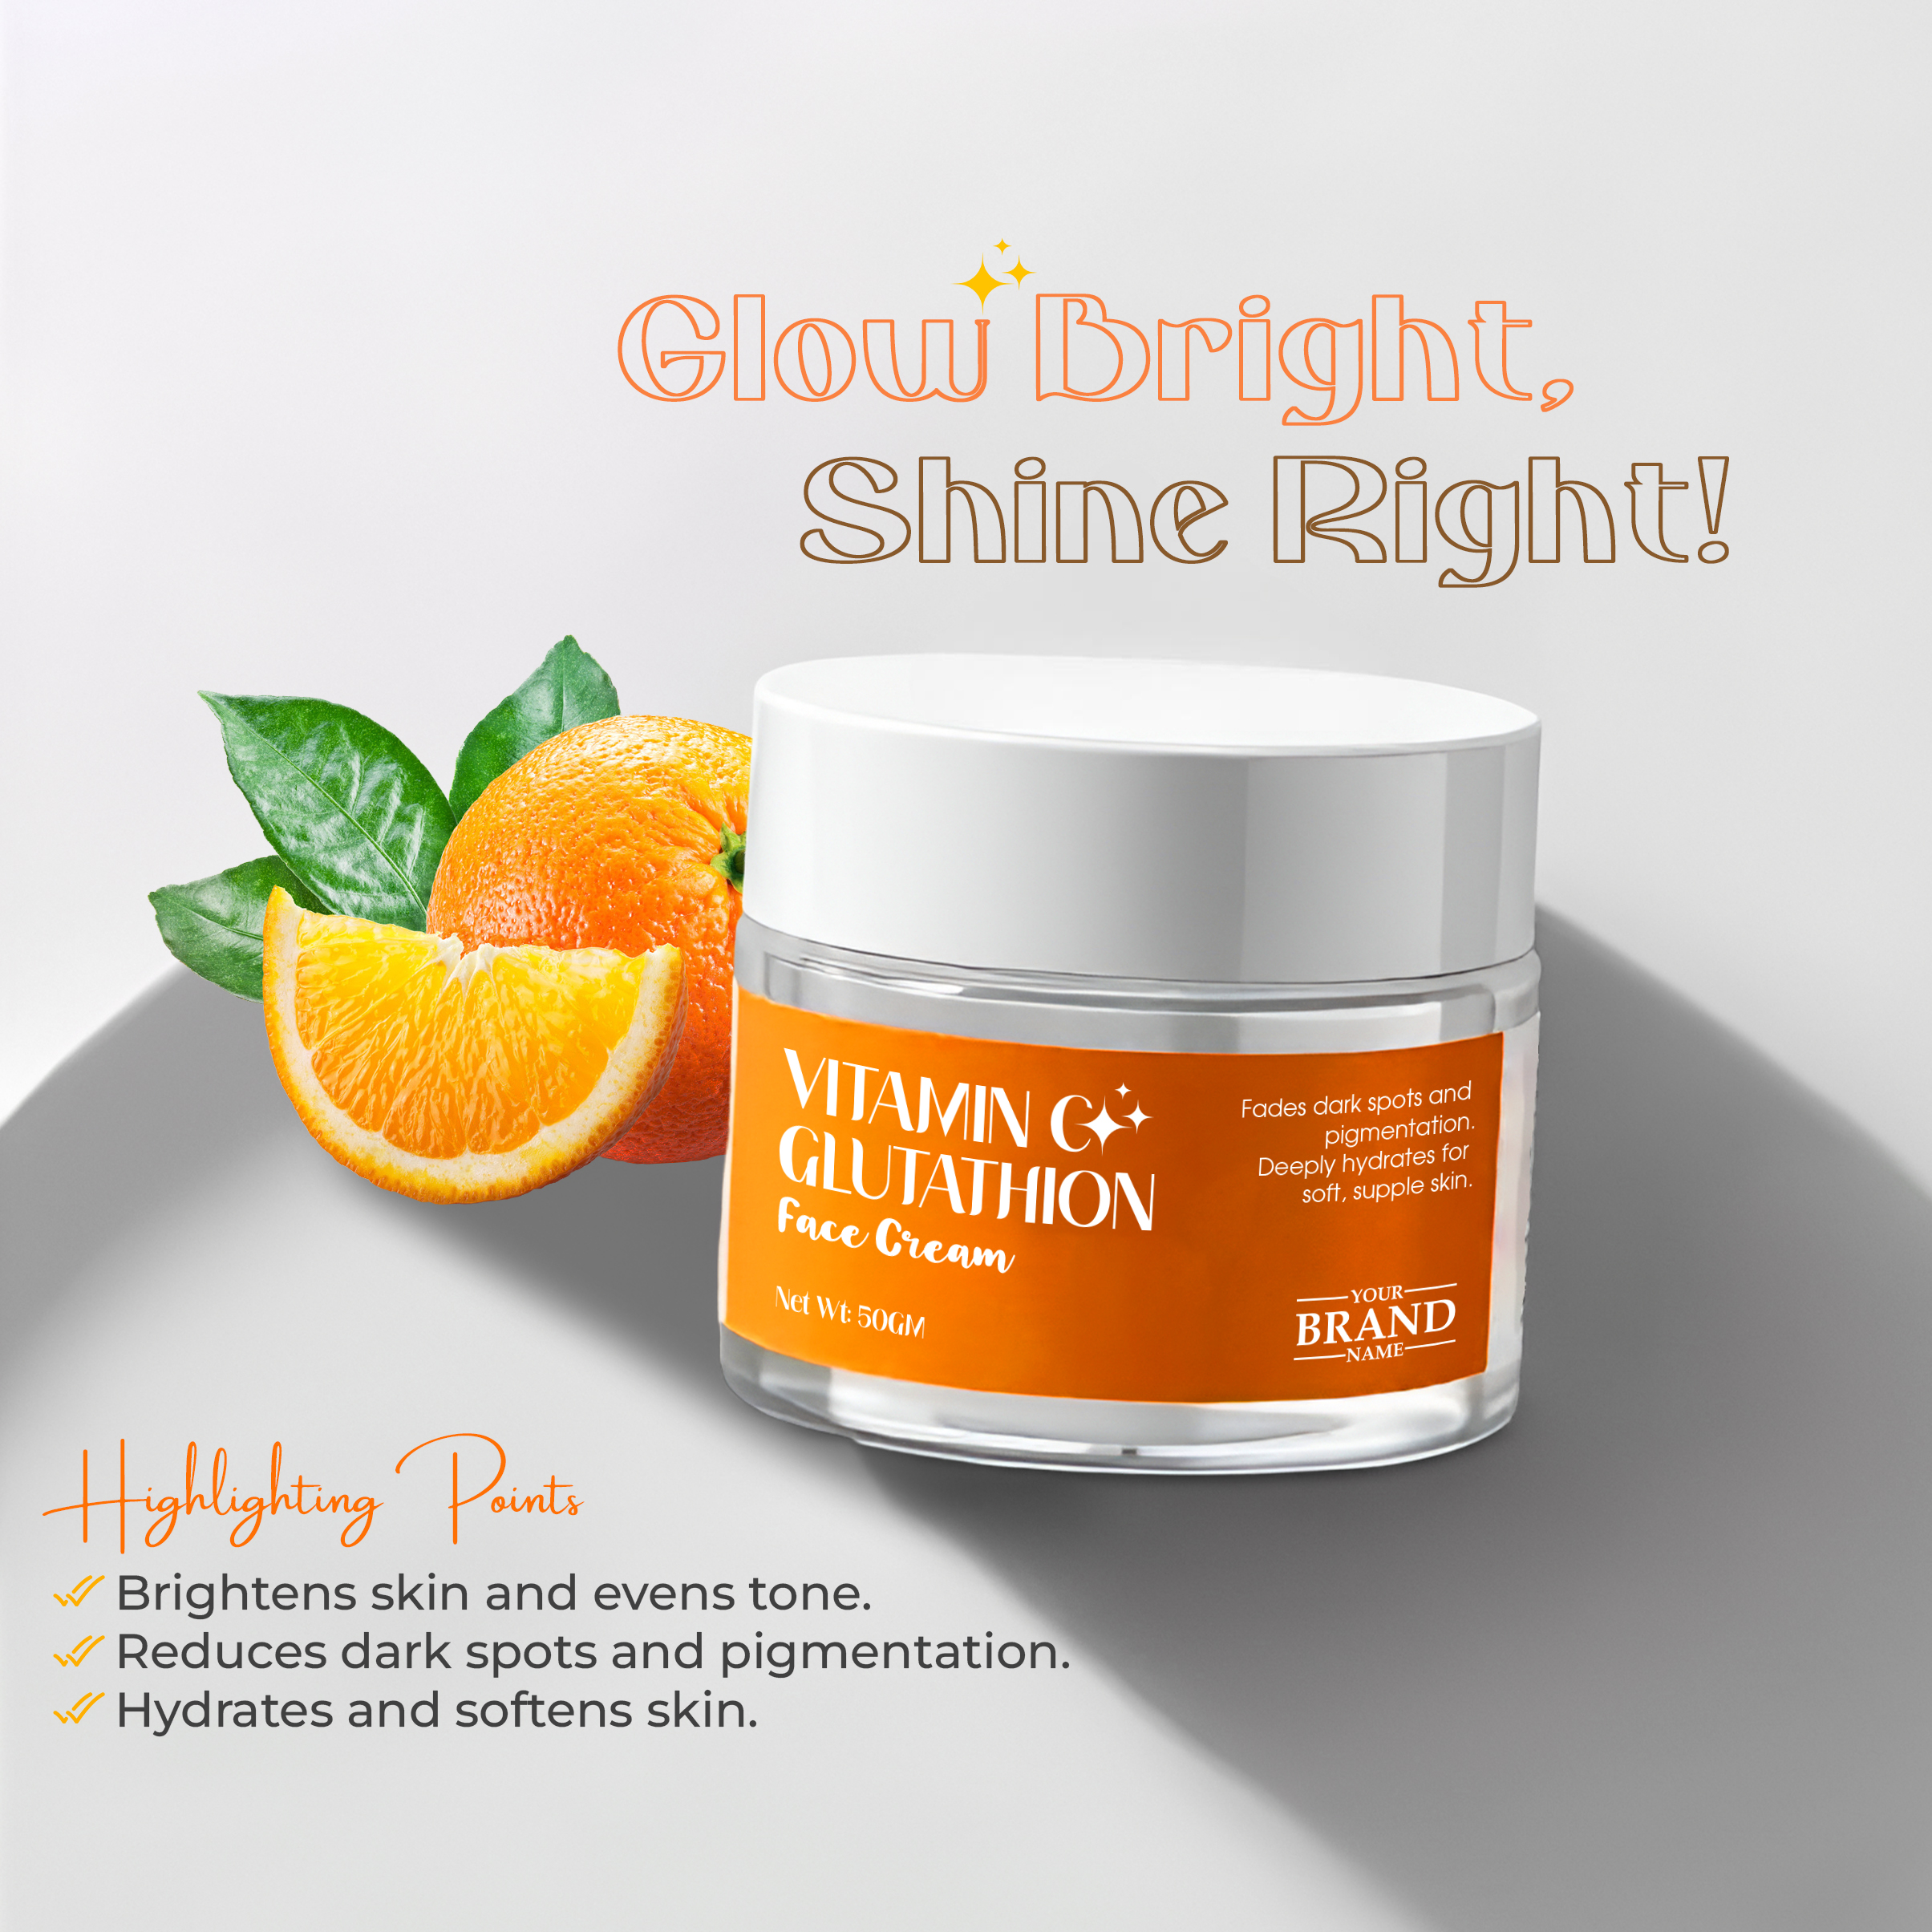 Glow Bright,
Shine Right!
VITAMIN C
GLUTATHION
Face Cream
Net Wt: 50GM
Fades dark spots and
pigmentation.
Deeply hydrates for
soft, supple skin.
YOUR
BRAND
NAME
Highlighting Points
Brightens skin and evens tone.
Reduces dark spots and pigmentation.
Hydrates and softens skin.